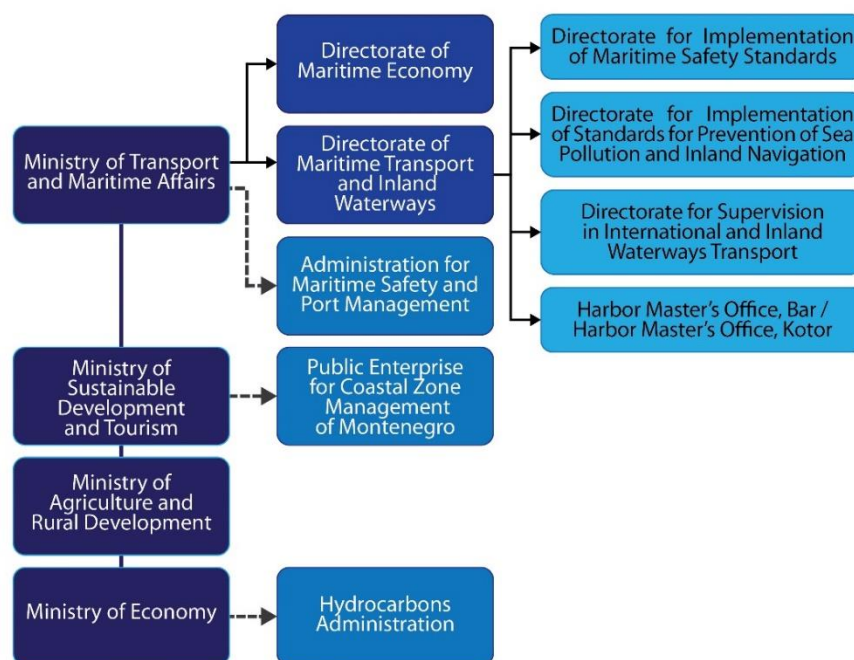 Ministry of Transport
and Maritime Affairs
Directorate of
Maritime Economy
Directorate of
Maritime Transport
and Inland
Waterways
Administration for
Maritime Safety and
Port Management
Directorate for Implementation
of Maritime Safety Standards
Directorate for Implementation
of Standards for Prevention of Sea
Pollution and Inland Navigation
Directorate for Supervision
in International and Inland
Waterways Transport
Harbor Master's Office, Bar /
Harbor Master's Office, Kotor
Ministry of
Sustainable
Development
and Tourism
Public Enterprise
for Coastal Zone
Management
of Montenegro
Ministry of
Agriculture and
Rural Development
Ministry of Economy
Hydrocarbons
Administration